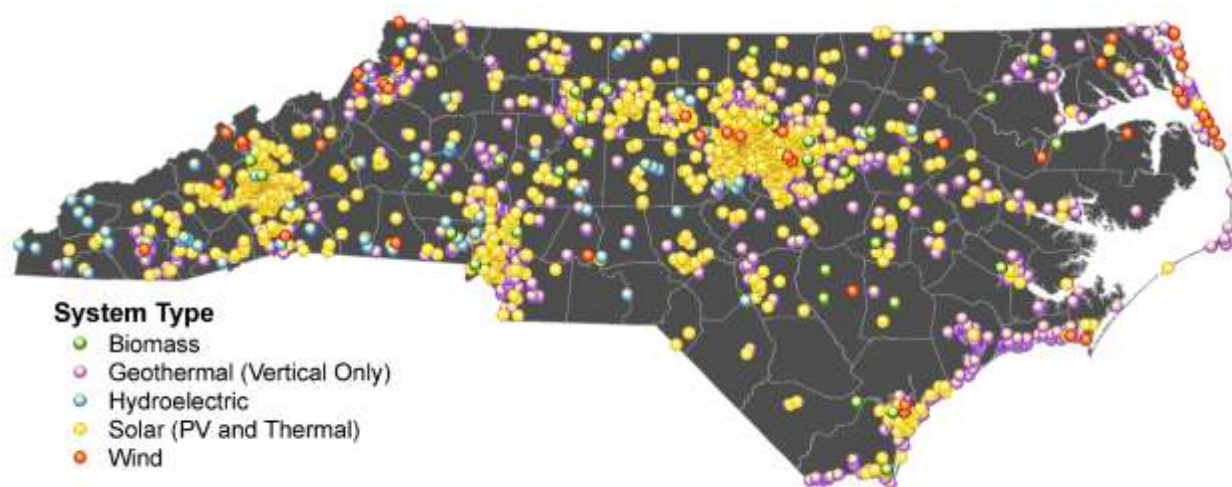 System Type
Biomass
Geothermal (Vertical Only)
Hydroelectric
Solar (PV and Thermal)
Wind